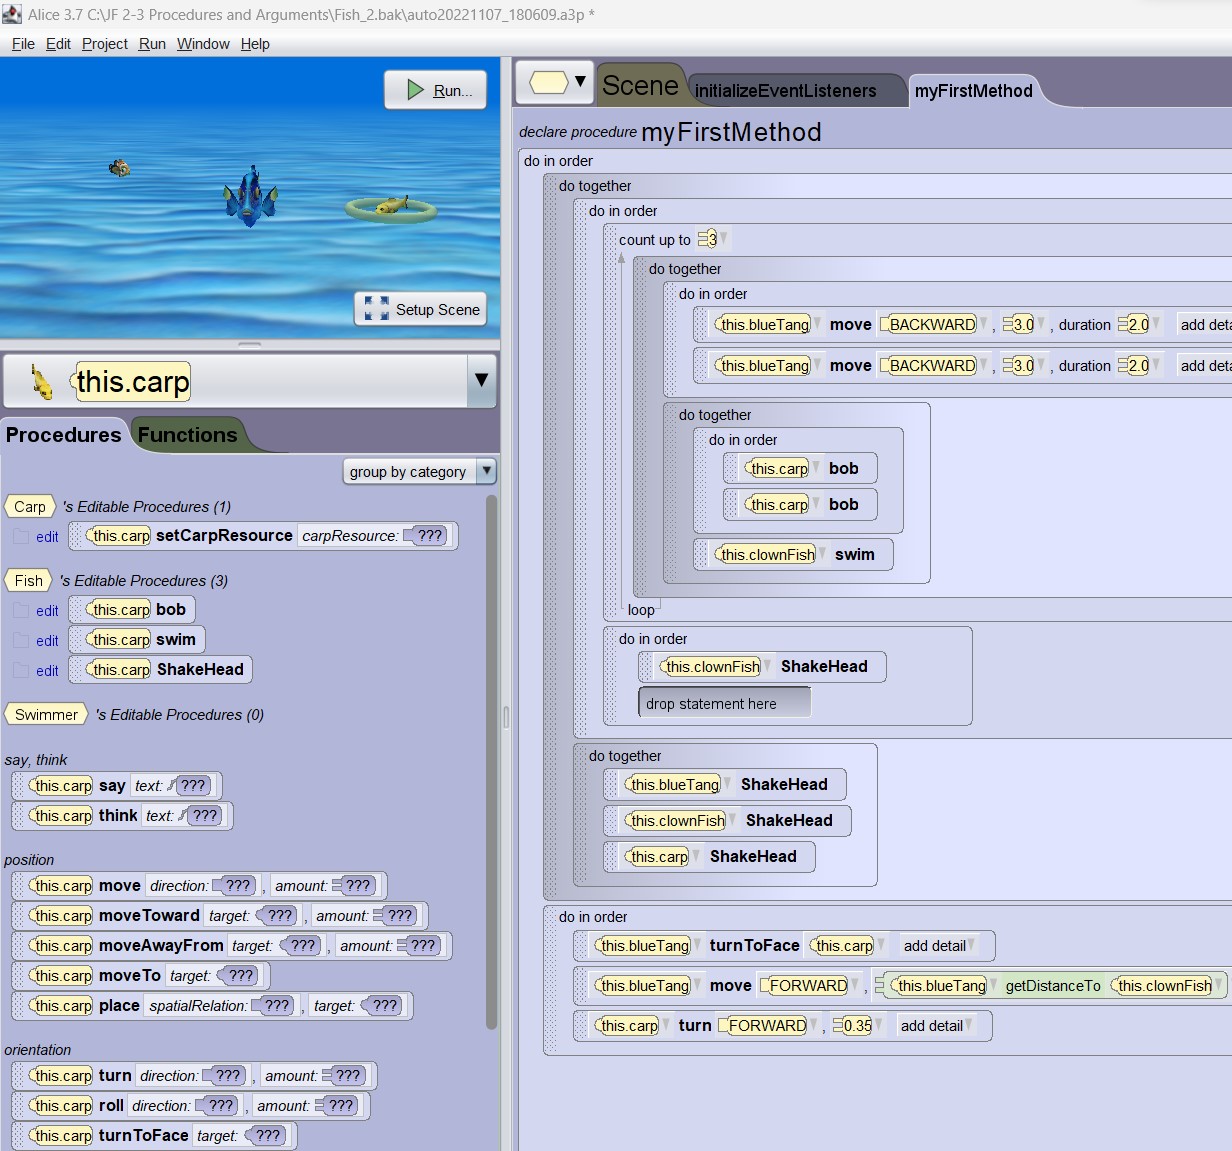 Alice 3.7 C:\JF 2-3 Procedures and Arguments\Fish_2.bak\auto20221107_180609.a3p *
File Edit Project Run Window Help
Run...
Setup Scene
this.carp
Procedures Functions
group by category
Carp 's Editable Procedures (1)
edit this.carp setCarpResource carpResource: ???
Fish 's Editable Procedures (3)
edit this.carp bob
edit this.carp swim
edit this.carp ShakeHead
Swimmer 's Editable Procedures (0)
say, think
this.carp say text: ???
this.carp think text: ???
position
this.carp move direction: ??? , amount: ???
this.carp moveToward target: ??? , amount: ???
this.carp moveAwayFrom target: ??? , amount: ???
this.carp moveTo target: ???
this.carp place spatialRelation: ??? , target: ???
orientation
this.carp turn direction: ??? , amount: ???
this.carp roll direction: ??? , amount: ???
this.carp turnToFace target: ???
Scene initializeEventListeners myFirstMethod
declare procedure myFirstMethod
do in order
do together
do in order
count up to 3
do together
do in order
this.blueTang move BACKWARD , 3.0 , duration 2.0 add deta
this.blueTang move BACKWARD , 3.0 , duration 2.0 add deta
do together
do in order
this.carp bob
this.carp bob
this.clownFish swim
loop
do in order
this.clownFish ShakeHead
drop statement here
do together
this.blueTang ShakeHead
this.clownFish ShakeHead
this.carp ShakeHead
do in order
this.blueTang turnToFace this.carp add detail
this.blueTang move FORWARD , this.blueTang getDistanceTo this.clownFish
this.carp turn FORWARD , 0.35 add detail